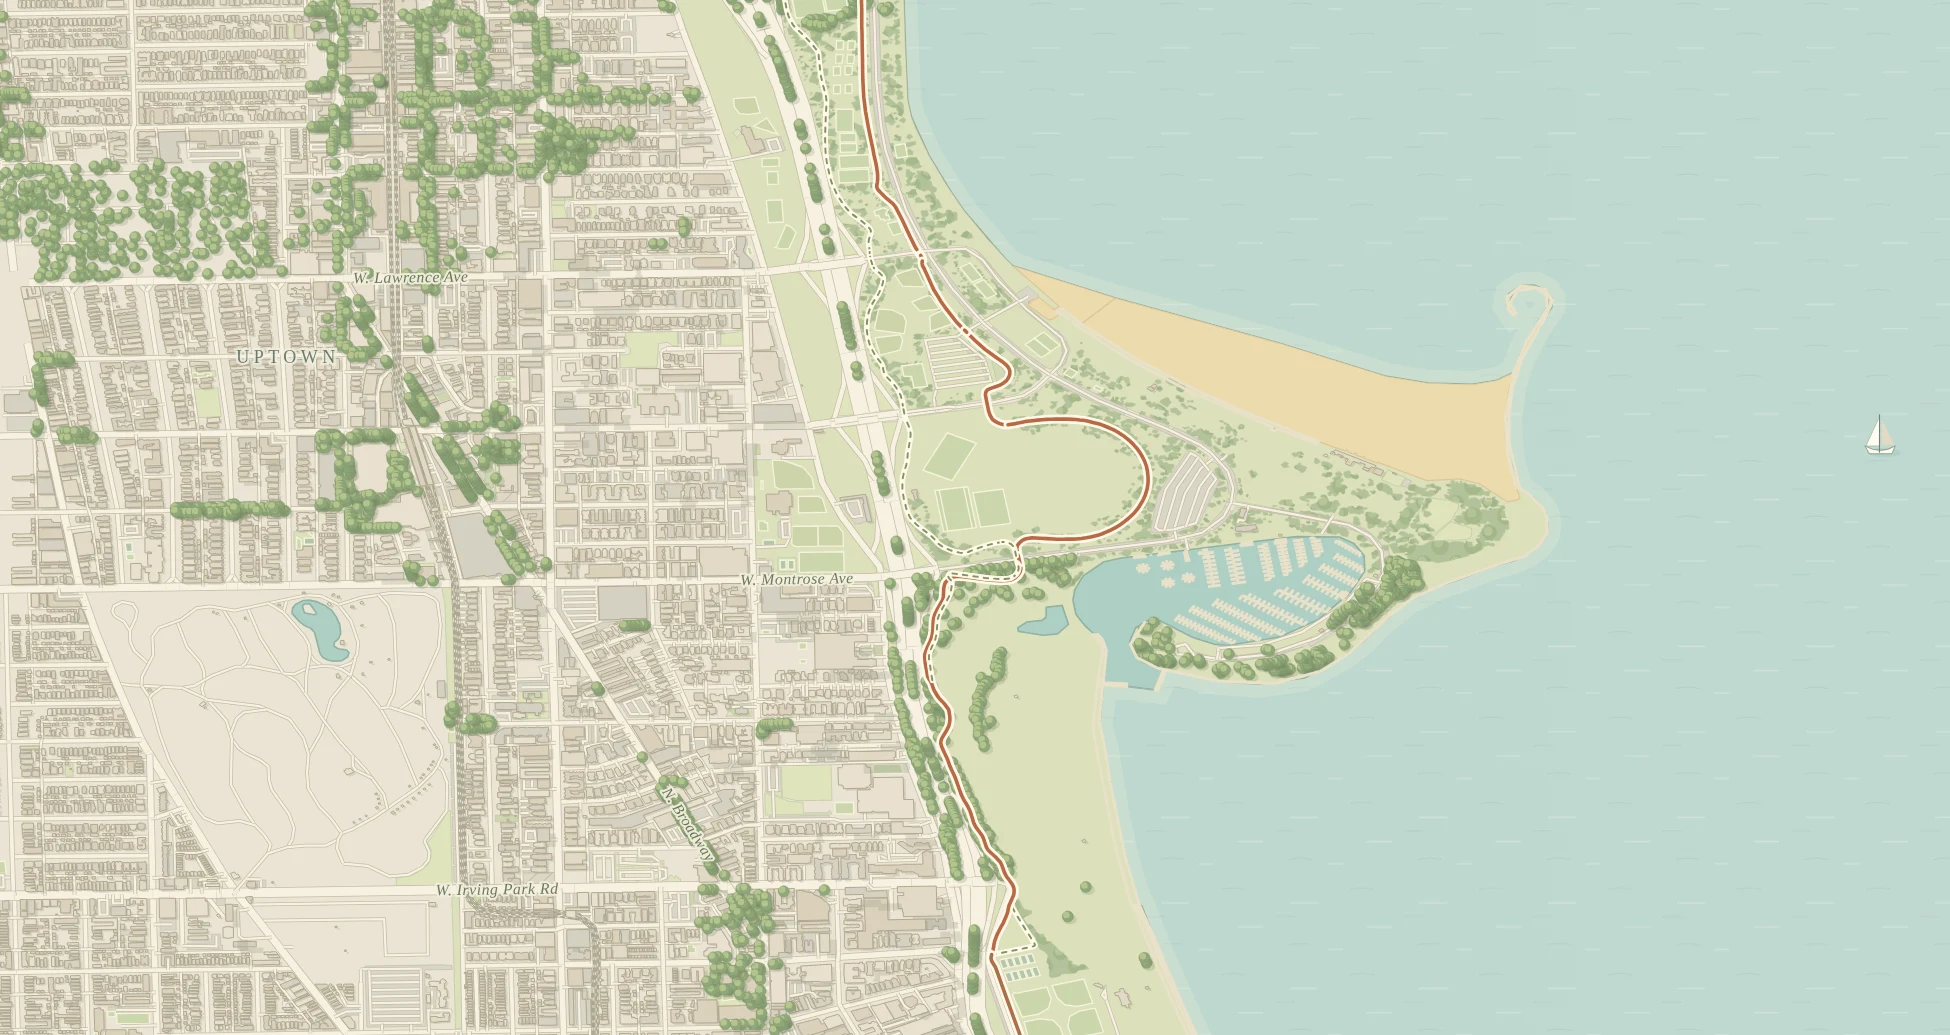 W. Lawrence Ave
UPTOWN
W. Montrose Ave
N. Broadway
W. Irving Park Rd